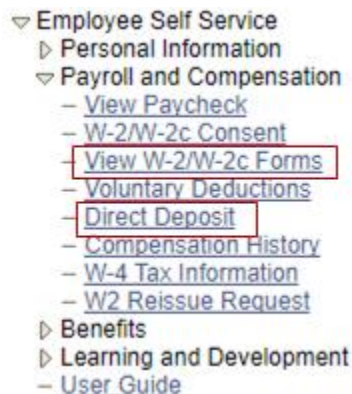 Employee Self Service
Personal Information
Payroll and Compensation
– View Paycheck
– W-2/W-2c Consent
– View W-2/W-2c Forms
– Voluntary Deductions
– Direct Deposit
– Compensation History
– W-4 Tax Information
– W2 Reissue Request
Benefits
Learning and Development
– User Guide